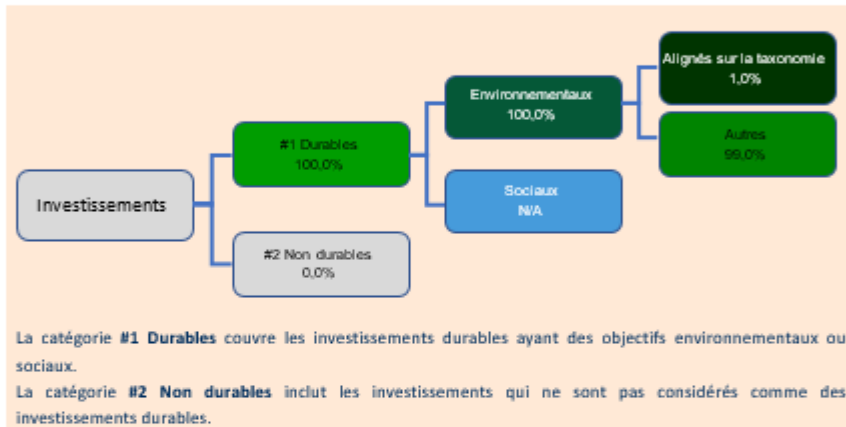 Alignés sur la taxonomie
1,0%
Environnementaux
100,0%
Autres
99,0%
#1 Durables
100,0%
Investissements
Sociaux
N/A
#2 Non durables
0,0%
La catégorie #1 Durables couvre les investissements durables ayant des objectifs environnementaux ou
sociaux.
La catégorie #2 Non durables inclut les investissements qui ne sont pas considérés comme des
investissements durables.